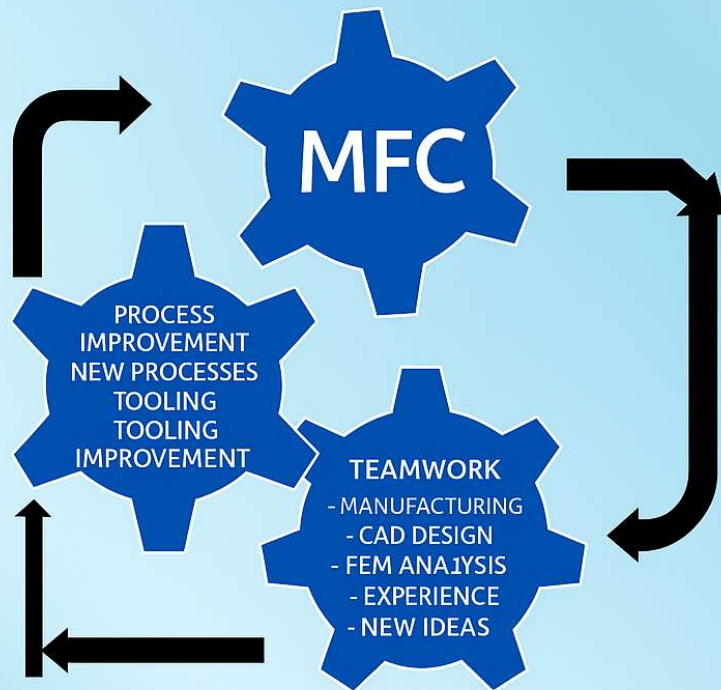 MFC
PROCESS
IMPROVEMENT
NEW PROCESSES
TOOLING
TOOLING
IMPROVEMENT
TEAMWORK
- MANUFACTURING
- CAD DESIGN
- FEM ANA1YSIS
- EXPERIENCE
- NEW IDEAS